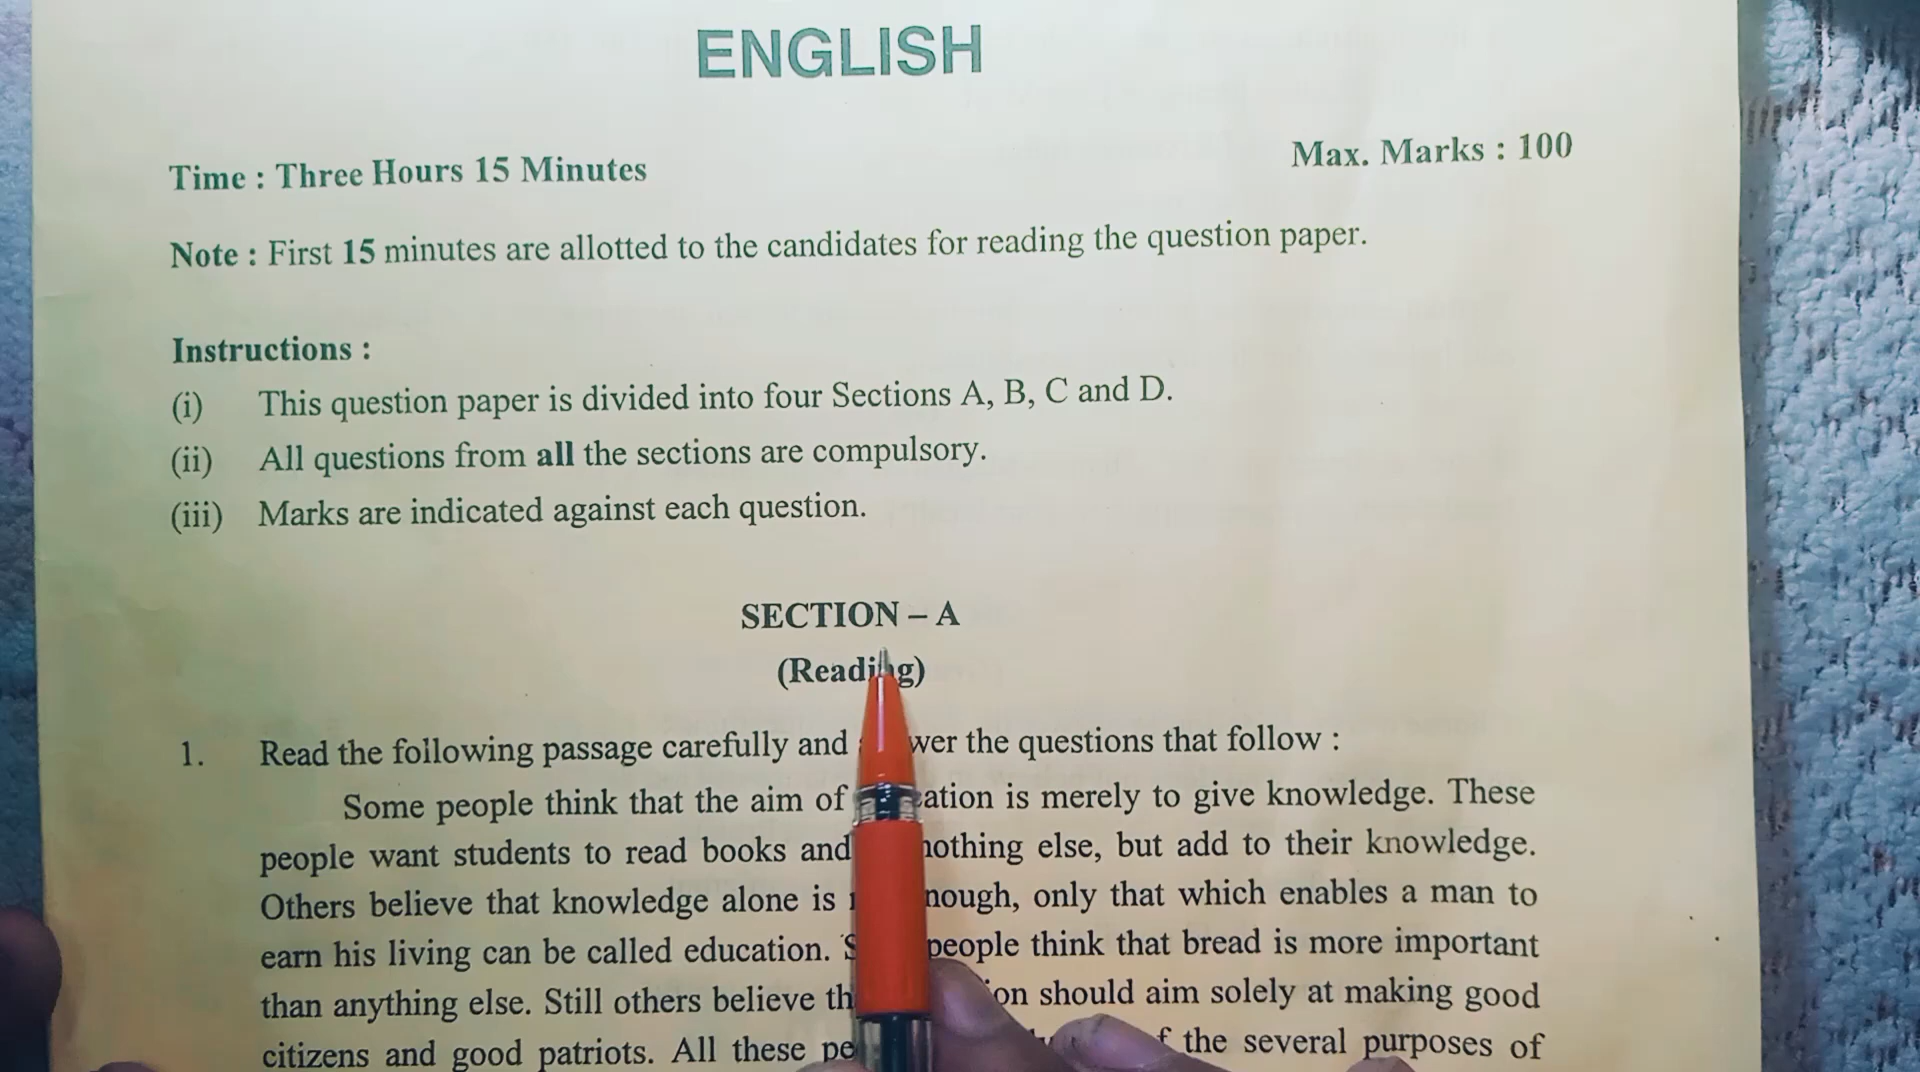 ENGLISH
Time : Three Hours 15 Minutes
Max. Marks : 100
Note : First 15 minutes are allotted to the candidates for reading the question paper.
Instructions :
(i) This question paper is divided into four Sections A, B, C and D.
(ii) All questions from all the sections are compulsory.
(iii) Marks are indicated against each question.
SECTION – A
(Reading)
1. Read the following passage carefully and the questions that follow :
Some people think that the aim of is merely to give knowledge. These
people want students to read books and nothing else, but add to their knowledge.
Others believe that knowledge alone is only that which enables a man to
earn his living can be called education. people think that bread is more important
than anything else. Still others believe should aim solely at making good
citizens and good patriots. All these the several purposes of